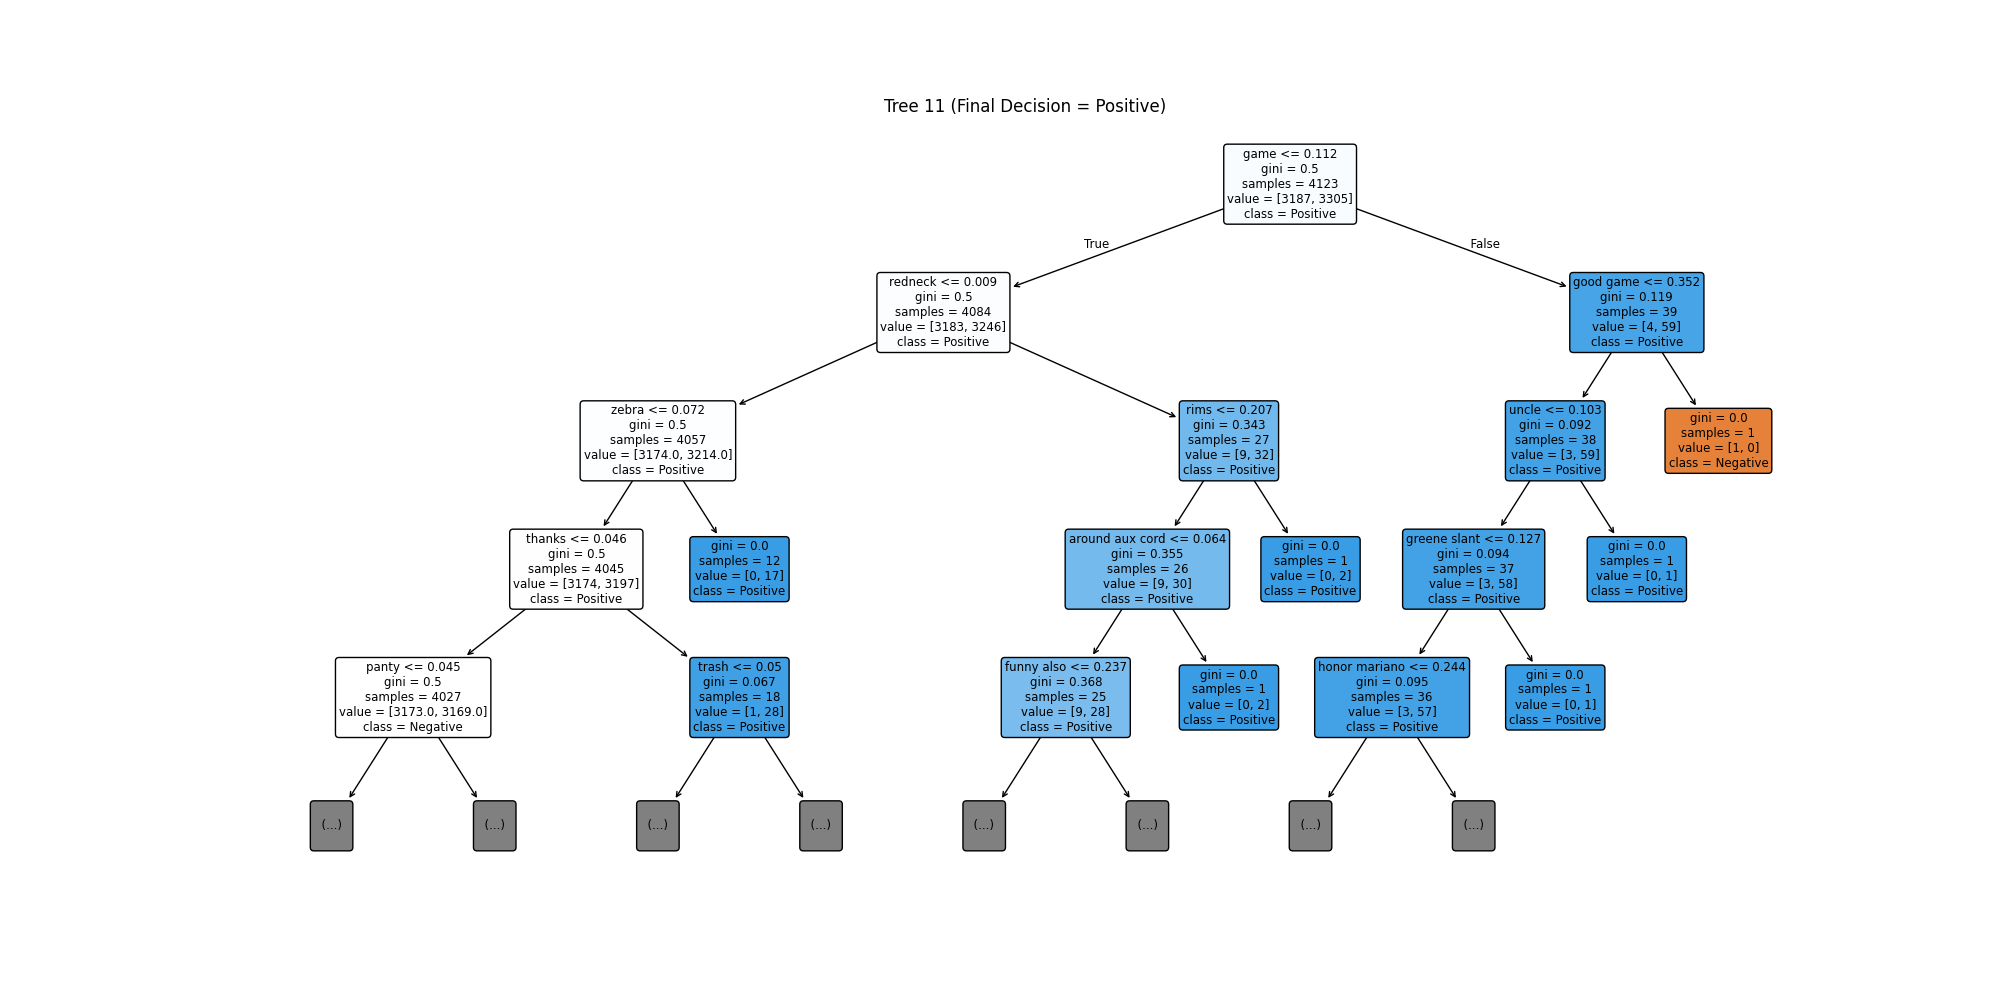 Tree 11 (Final Decision = Positive)
game <= 0.112
gini = 0.5
samples = 4123
value = [3187, 3305]
class = Positive
True
False
redneck <= 0.009
gini = 0.5
samples = 4084
value = [3183, 3246]
class = Positive
good game <= 0.352
gini = 0.119
samples = 39
value = [4, 59]
class = Positive
zebra <= 0.072
gini = 0.5
samples = 4057
value = [3174.0, 3214.0]
class = Positive
rims <= 0.207
gini = 0.343
samples = 27
value = [9, 32]
class = Positive
uncle <= 0.103
gini = 0.092
samples = 38
value = [3, 59]
class = Positive
gini = 0.0
samples = 1
value = [1, 0]
class = Negative
thanks <= 0.046
gini = 0.5
samples = 4045
value = [3174, 3197]
class = Positive
gini = 0.0
samples = 12
value = [0, 17]
class = Positive
around aux cord <= 0.064
gini = 0.355
samples = 26
value = [9, 30]
class = Positive
gini = 0.0
samples = 1
value = [0, 2]
class = Positive
greene slant <= 0.127
gini = 0.094
samples = 37
value = [3, 58]
class = Positive
gini = 0.0
samples = 1
value = [0, 1]
class = Positive
panty <= 0.045
gini = 0.5
samples = 4027
value = [3173.0, 3169.0]
class = Negative
trash <= 0.05
gini = 0.067
samples = 18
value = [1, 28]
class = Positive
funny also <= 0.237
gini = 0.368
samples = 25
value = [9, 28]
class = Positive
gini = 0.0
samples = 1
value = [0, 2]
class = Positive
honor mariano <= 0.244
gini = 0.095
samples = 36
value = [3, 57]
class = Positive
gini = 0.0
samples = 1
value = [0, 1]
class = Positive
(...)
(...)
(...)
(...)
(...)
(...)
(...)
(...)